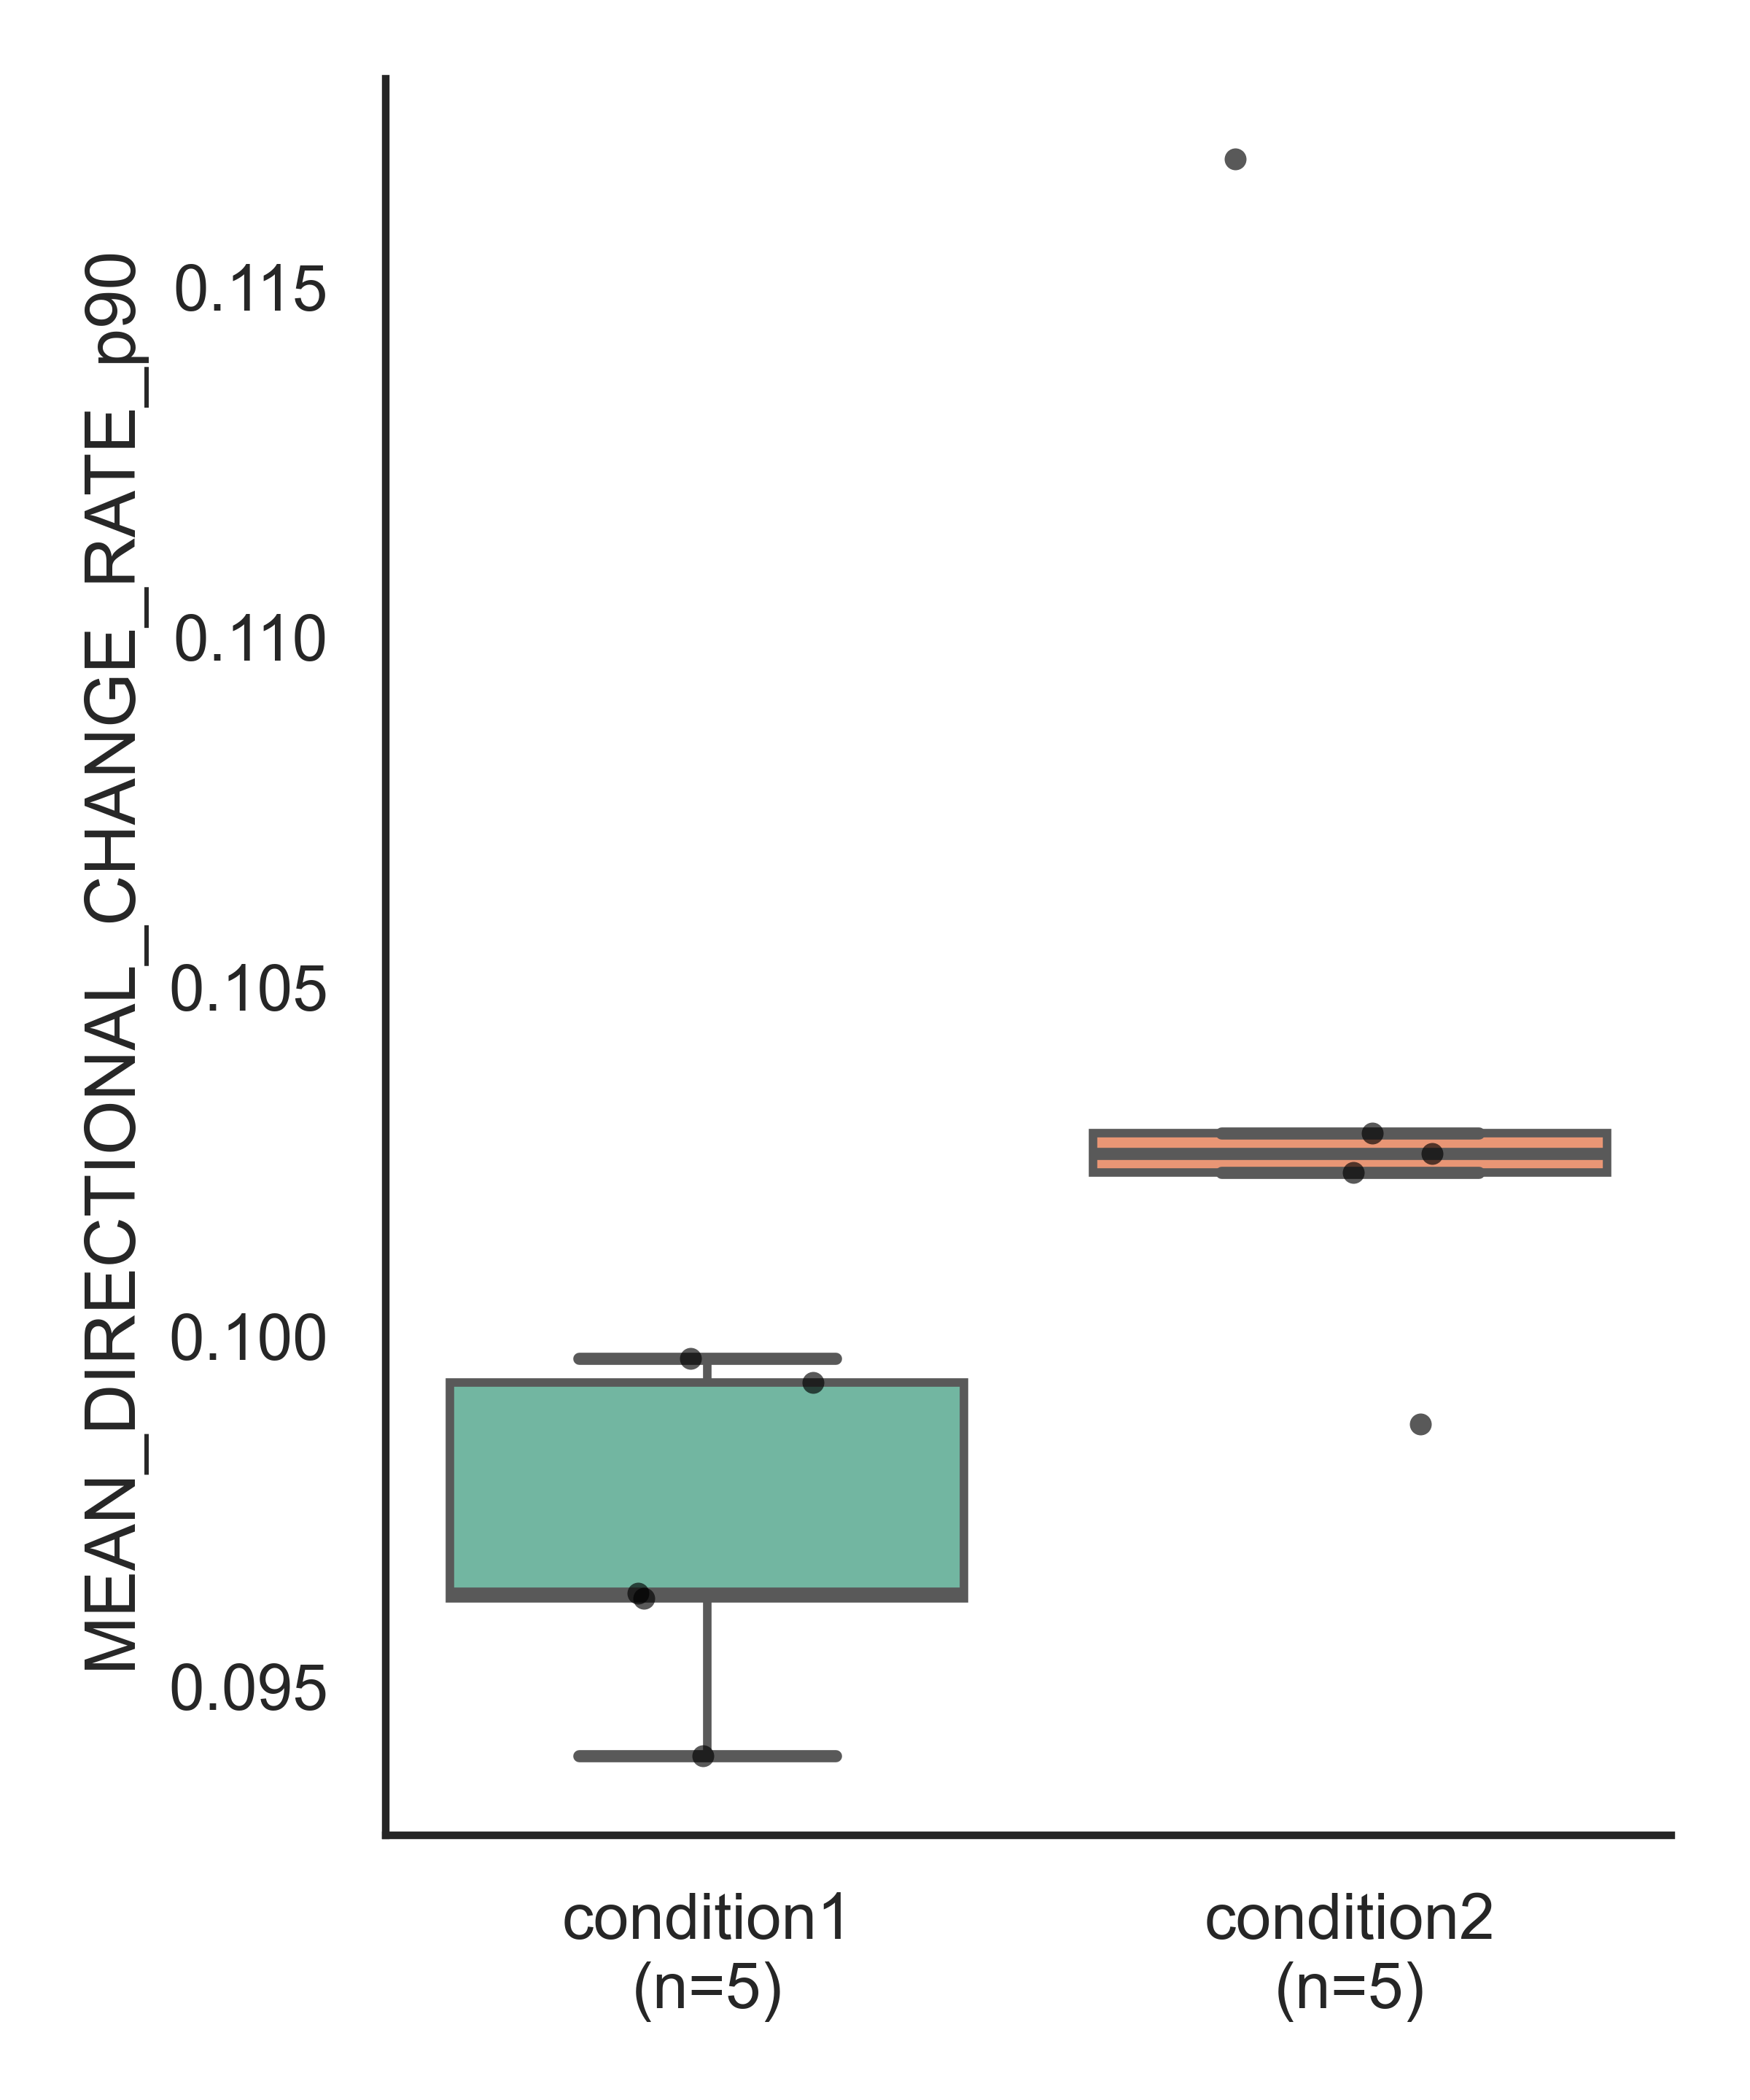 MEAN_DIRECTIONAL_CHANGE_RATE_p90
0.115
0.110
0.105
0.100
0.095
condition1
(n=5)
condition2
(n=5)